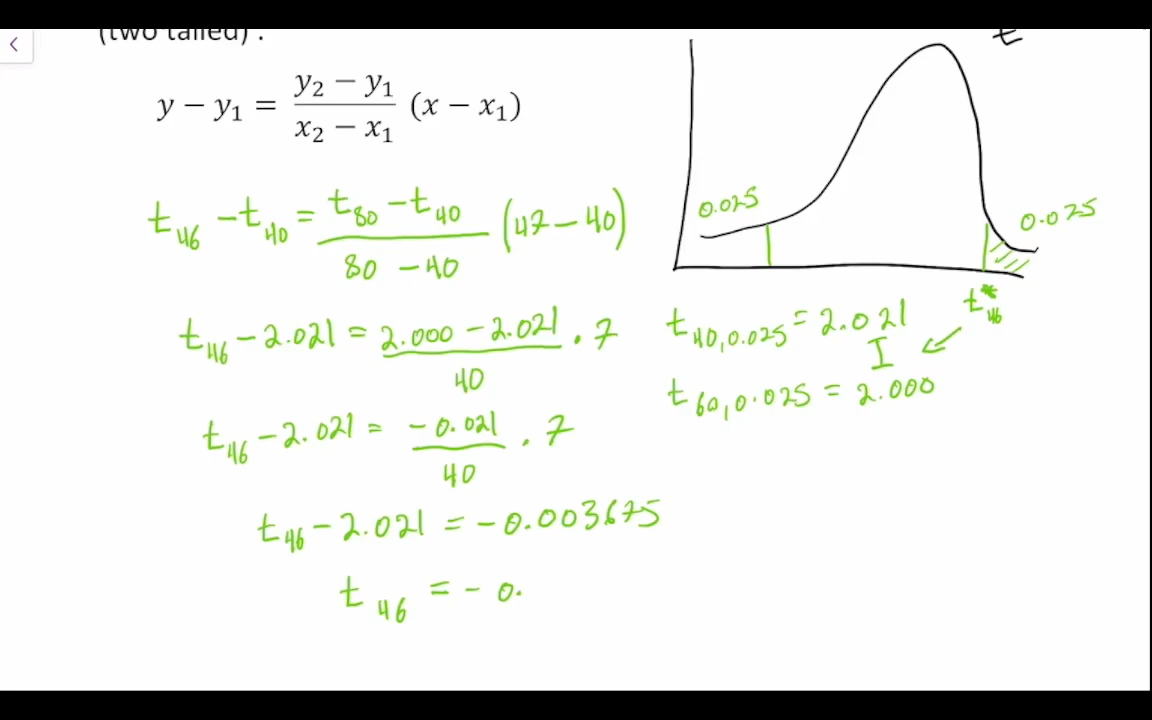 (two tailed) :
y − y₁ = (y₂ − y₁)/(x₂ − x₁) (x − x₁)
t₄₆ − t₄₀ = (t₈₀ − t₄₀)/(80 − 40) (47 − 40)
t₄₆ − 2.021 = (2.000 − 2.021)/40 · 7
t₄₆ − 2.021 = (−0.021)/40 · 7
t₄₆ − 2.021 = −0.003675
t₄₆ = −0.
t
0.025
0.025
t*₄₆
t₄₀,₀.₀₂₅ = 2.021
t₆₀,₀.₀₂₅ = 2.000